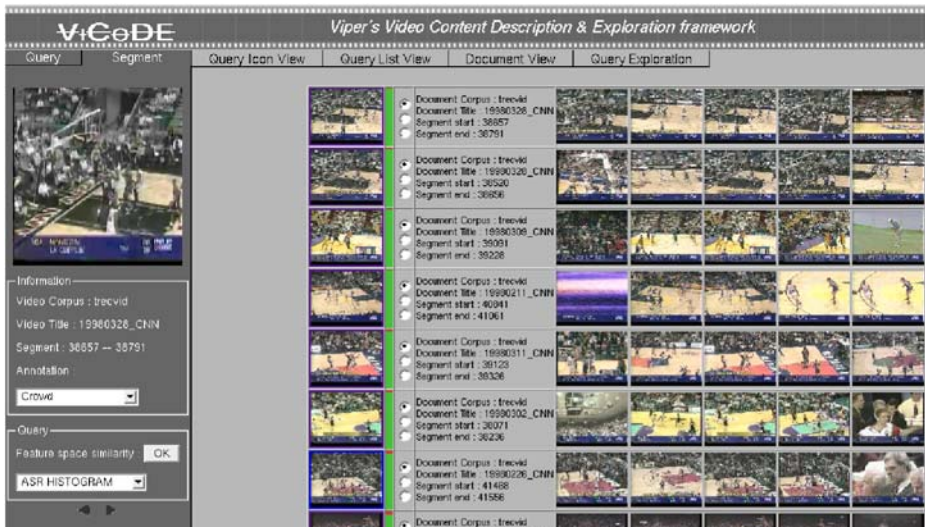 ViCoDE
Viper's Video Content Description & Exploration framework
Query Segment Query Icon View Query List View Document View Query Exploration
Information
Video Corpus : trecvid
Video Title : 19980328_CNN
Segment : 38657 --- 38791
Annotation :
Crowd
Query
Feature space similarity : OK
ASR HISTOGRAM
Document Corpus : trecvid
Document Title : 19980328_CNN
Segment start : 38657
Segment end : 38791
Document Corpus : trecvid
Document Title : 19980328_CNN
Segment start : 38520
Segment end : 38656
Document Corpus : trecvid
Document Title : 19980309_CNN
Segment start : 39091
Segment end : 39228
Document Corpus : trecvid
Document Title : 19980211_CNN
Segment start : 40841
Segment end : 41061
Document Corpus : trecvid
Document Title : 19980311_CNN
Segment start : 39123
Segment end : 39326
Document Corpus : trecvid
Document Title : 19980302_CNN
Segment start : 38071
Segment end : 38236
Document Corpus : trecvid
Document Title : 19980226_CNN
Segment start : 41468
Segment end : 41556
Document Corpus : trecvid